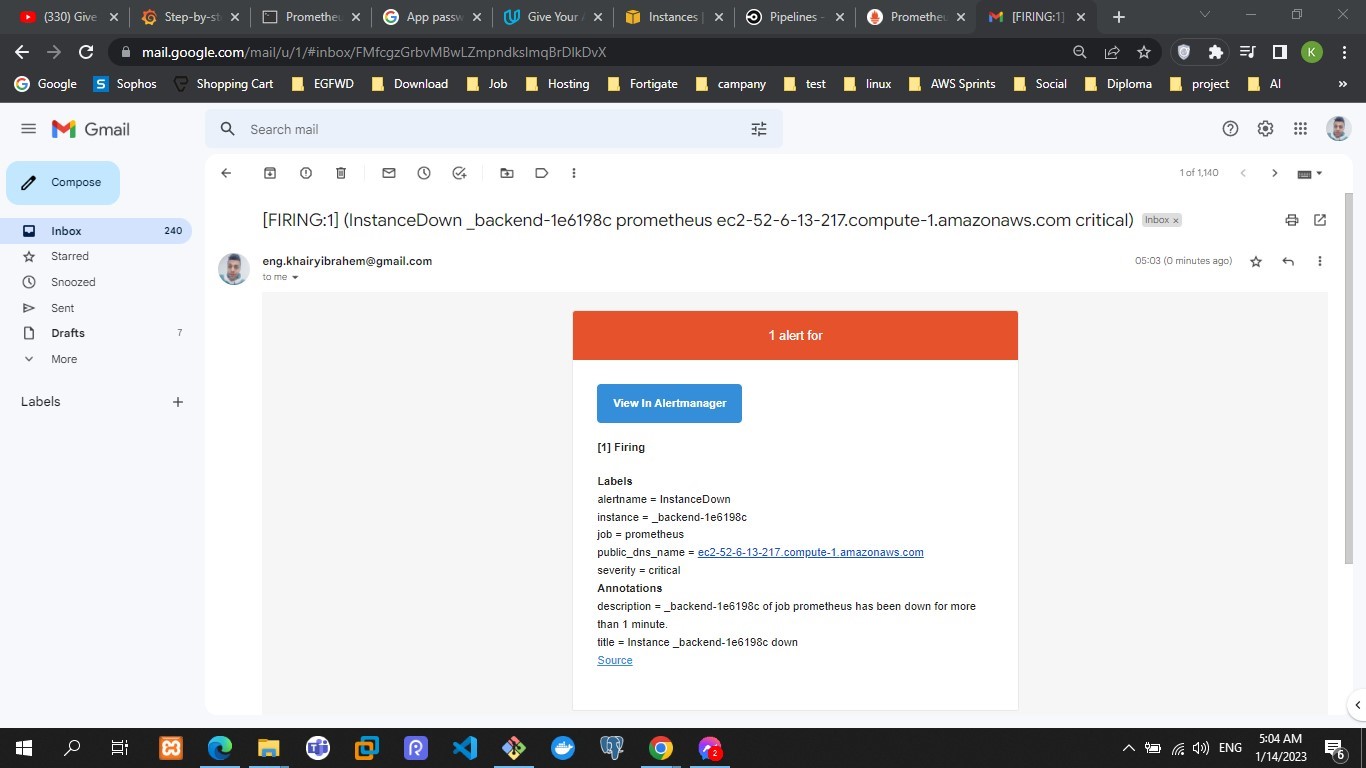 (330) Give
Step-by-st
Prometheu
App passw
Give Your A
Instances |
Pipelines -
Prometheu
[FIRING:1]
mail.google.com/mail/u/1/#inbox/FMfcgzGrbvMBwLZmpndkslmqBrDlkDvX
K
Google
Sophos
Shopping Cart
EGFWD
Download
Job
Hosting
Fortigate
campany
test
linux
AWS Sprints
Social
Diploma
project
AI
»
Gmail
Search mail
Compose
1 of 1,140
[FIRING:1] (InstanceDown _backend-1e6198c prometheus ec2-52-6-13-217.compute-1.amazonaws.com critical)
Inbox x
Inbox 240
Starred
Snoozed
Sent
Drafts 7
More
Labels
eng.khairyibrahem@gmail.com
05:03 (0 minutes ago)
to me
1 alert for
View In Alertmanager
[1] Firing
Labels
alertname = InstanceDown
instance = _backend-1e6198c
job = prometheus
public_dns_name = ec2-52-6-13-217.compute-1.amazonaws.com
severity = critical
Annotations
description = _backend-1e6198c of job prometheus has been down for more
than 1 minute.
title = Instance _backend-1e6198c down
Source
2
ENG
5:04 AM
1/14/2023
6